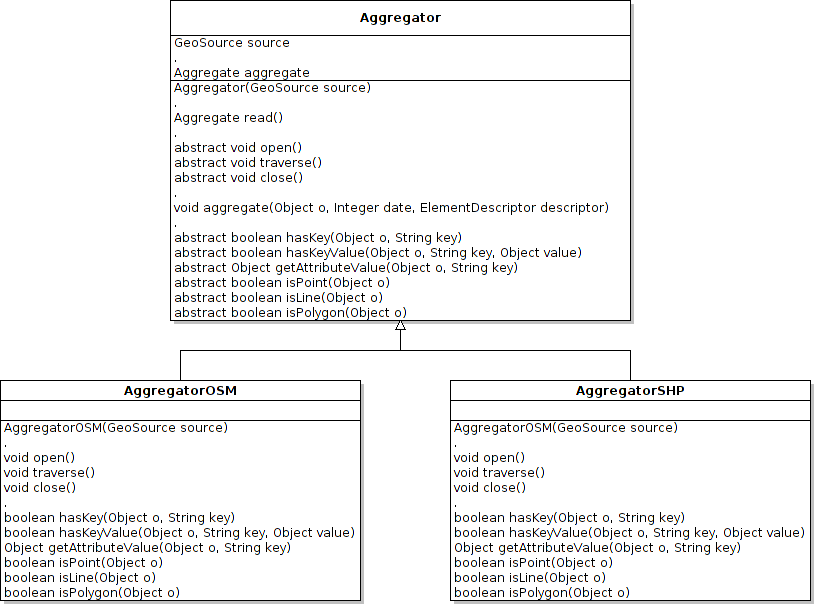 Aggregator
GeoSource source
.
Aggregate aggregate
Aggregator(GeoSource source)
.
Aggregate read()
.
abstract void open()
abstract void traverse()
abstract void close()
.
void aggregate(Object o, Integer date, ElementDescriptor descriptor)
.
abstract boolean hasKey(Object o, String key)
abstract boolean hasKeyValue(Object o, String key, Object value)
abstract Object getAttributeValue(Object o, String key)
abstract boolean isPoint(Object o)
abstract boolean isLine(Object o)
abstract boolean isPolygon(Object o)
AggregatorOSM
AggregatorOSM(GeoSource source)
.
void open()
void traverse()
void close()
.
boolean hasKey(Object o, String key)
boolean hasKeyValue(Object o, String key, Object value)
Object getAttributeValue(Object o, String key)
boolean isPoint(Object o)
boolean isLine(Object o)
boolean isPolygon(Object o)
AggregatorSHP
AggregatorOSM(GeoSource source)
.
void open()
void traverse()
void close()
.
boolean hasKey(Object o, String key)
boolean hasKeyValue(Object o, String key, Object value)
Object getAttributeValue(Object o, String key)
boolean isPoint(Object o)
boolean isLine(Object o)
boolean isPolygon(Object o)